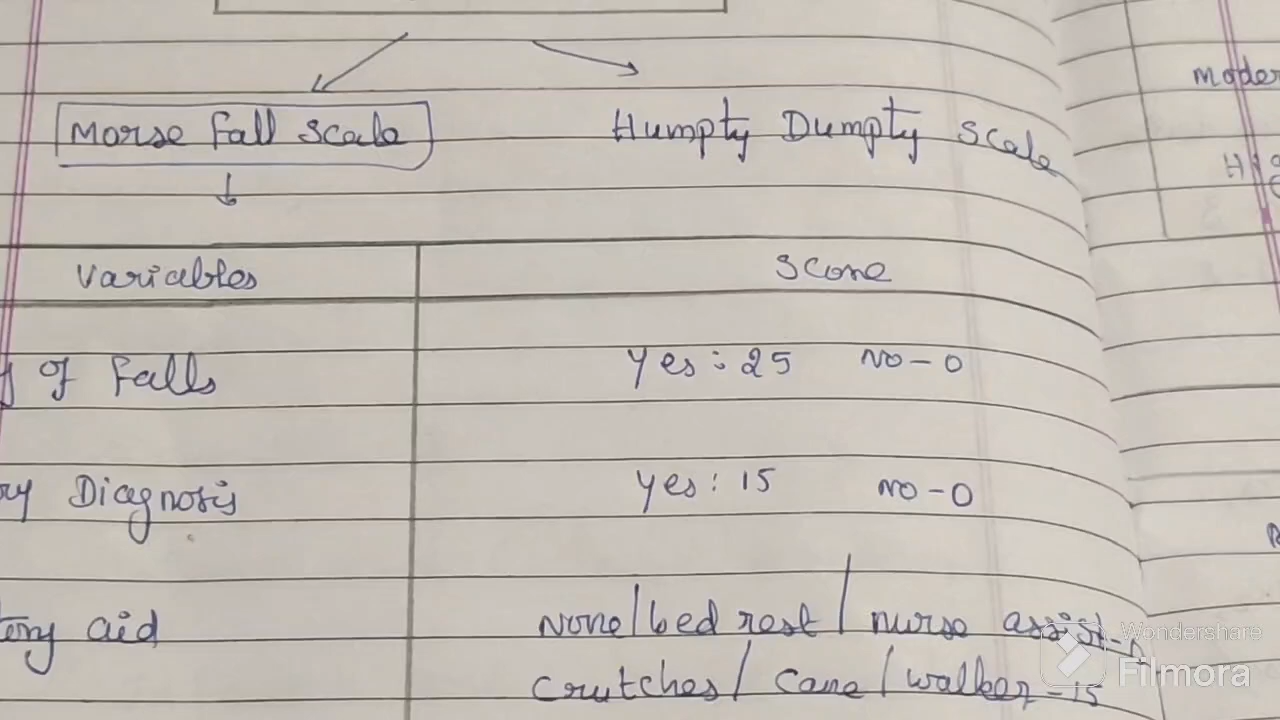 Morse Fall Scale
Humpty Dumpty Scale
Variables
Score
of Falls
Yes: 25 No-0
Diagnosis
Yes: 15 No-0
aid
None/bed rest / nurse assist-
Crutches/ Cane / walker-15
Wondershare
Filmora